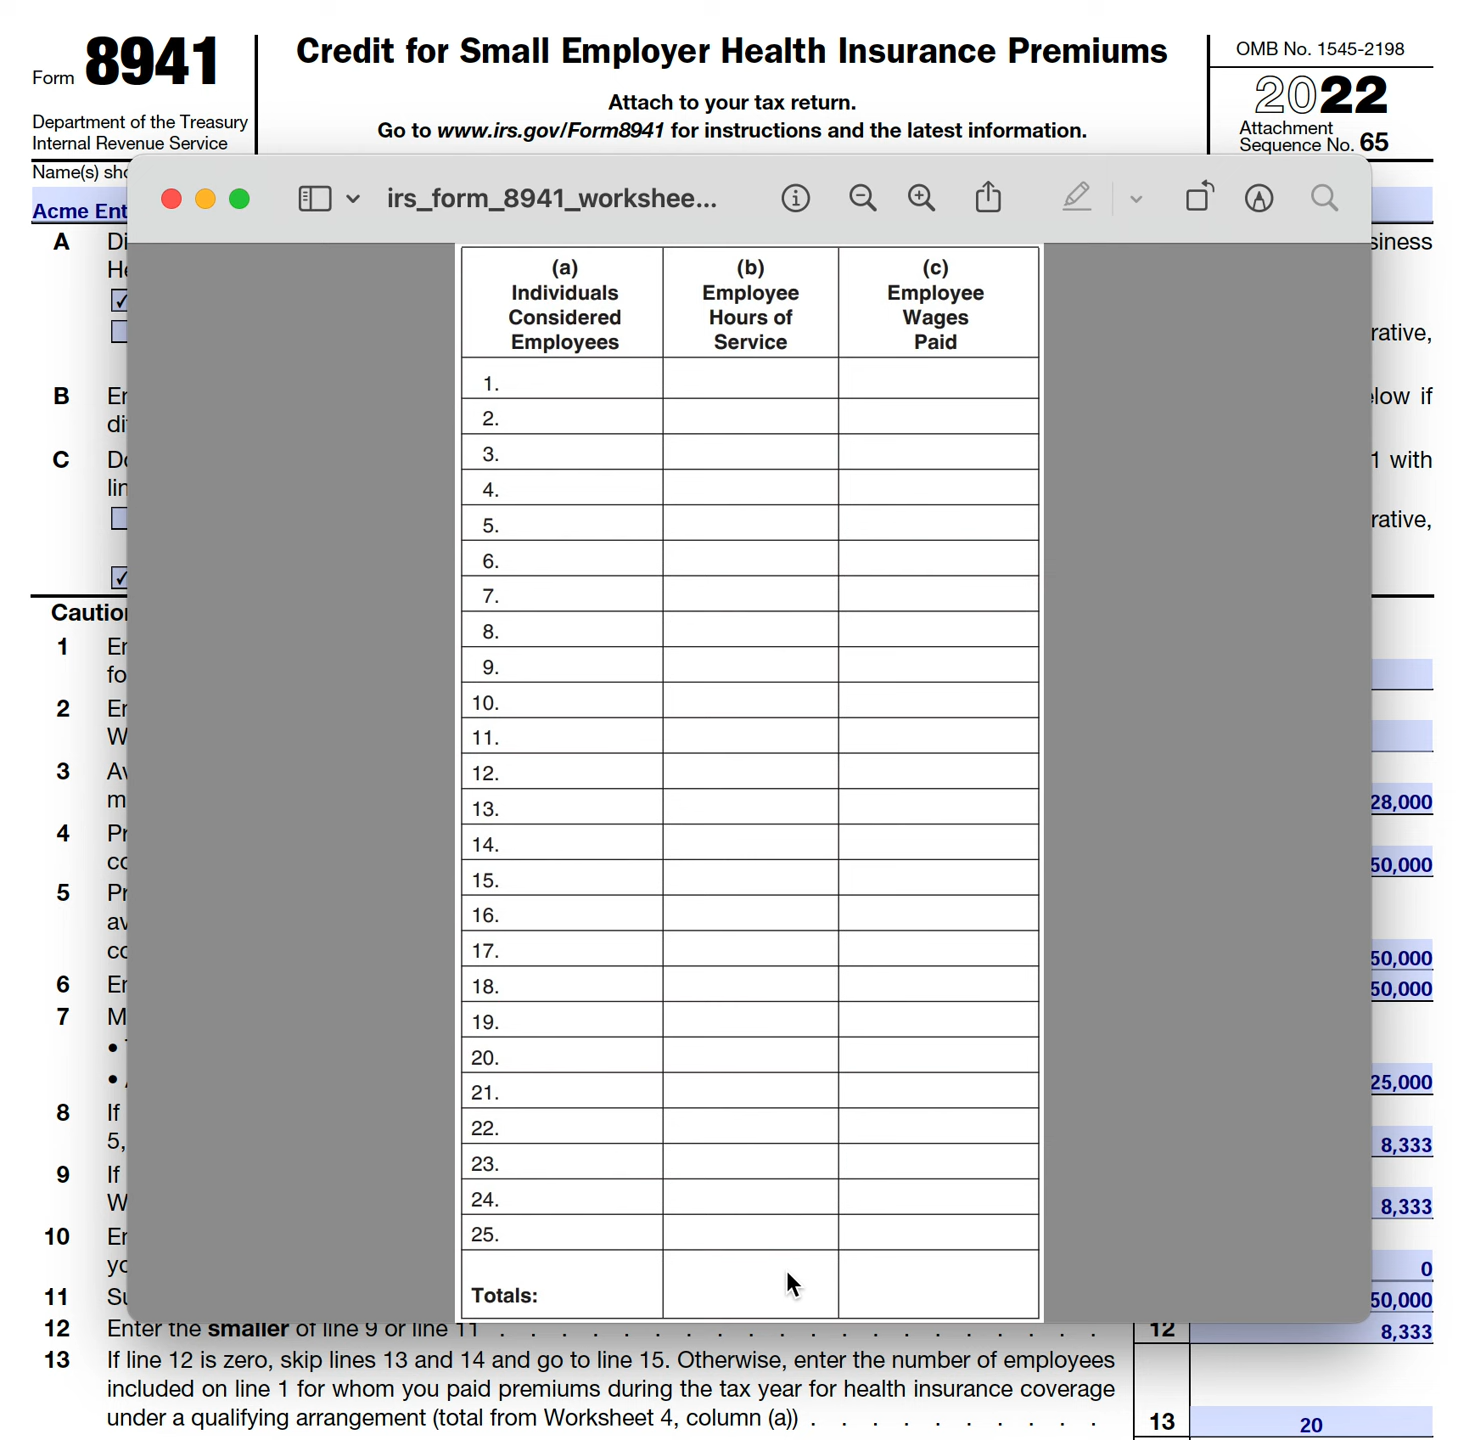 Form 8941
Department of the Treasury
Internal Revenue Service
Credit for Small Employer Health Insurance Premiums
Attach to your tax return.
Go to www.irs.gov/Form8941 for instructions and the latest information.
OMB No. 1545-2198
2022
Attachment
Sequence No. 65
Name(s)
Acme
irs_form_8941_workshee...
A
B
C
rative,
low if
1 with
rative,
(a)
Individuals
Considered
Employees
(b)
Employee
Hours of
Service
(c)
Employee
Wages
Paid
1.
2.
3.
4.
5.
6.
7.
8.
9.
10.
11.
12.
13.
14.
15.
16.
17.
18.
19.
20.
21.
22.
23.
24.
25.
Totals:
1
2
3
28,000
4
50,000
5
50,000
6
50,000
7
25,000
8 If
8,333
9 If
8,333
10
0
11
50,000
12 Enter the smaller of line 9 or line 11 . . . . . . . . . . . . . . . . . . . . 12 8,333
13 If line 12 is zero, skip lines 13 and 14 and go to line 15. Otherwise, enter the number of employees
included on line 1 for whom you paid premiums during the tax year for health insurance coverage
under a qualifying arrangement (total from Worksheet 4, column (a)) . . . . . . . . . . 13 20